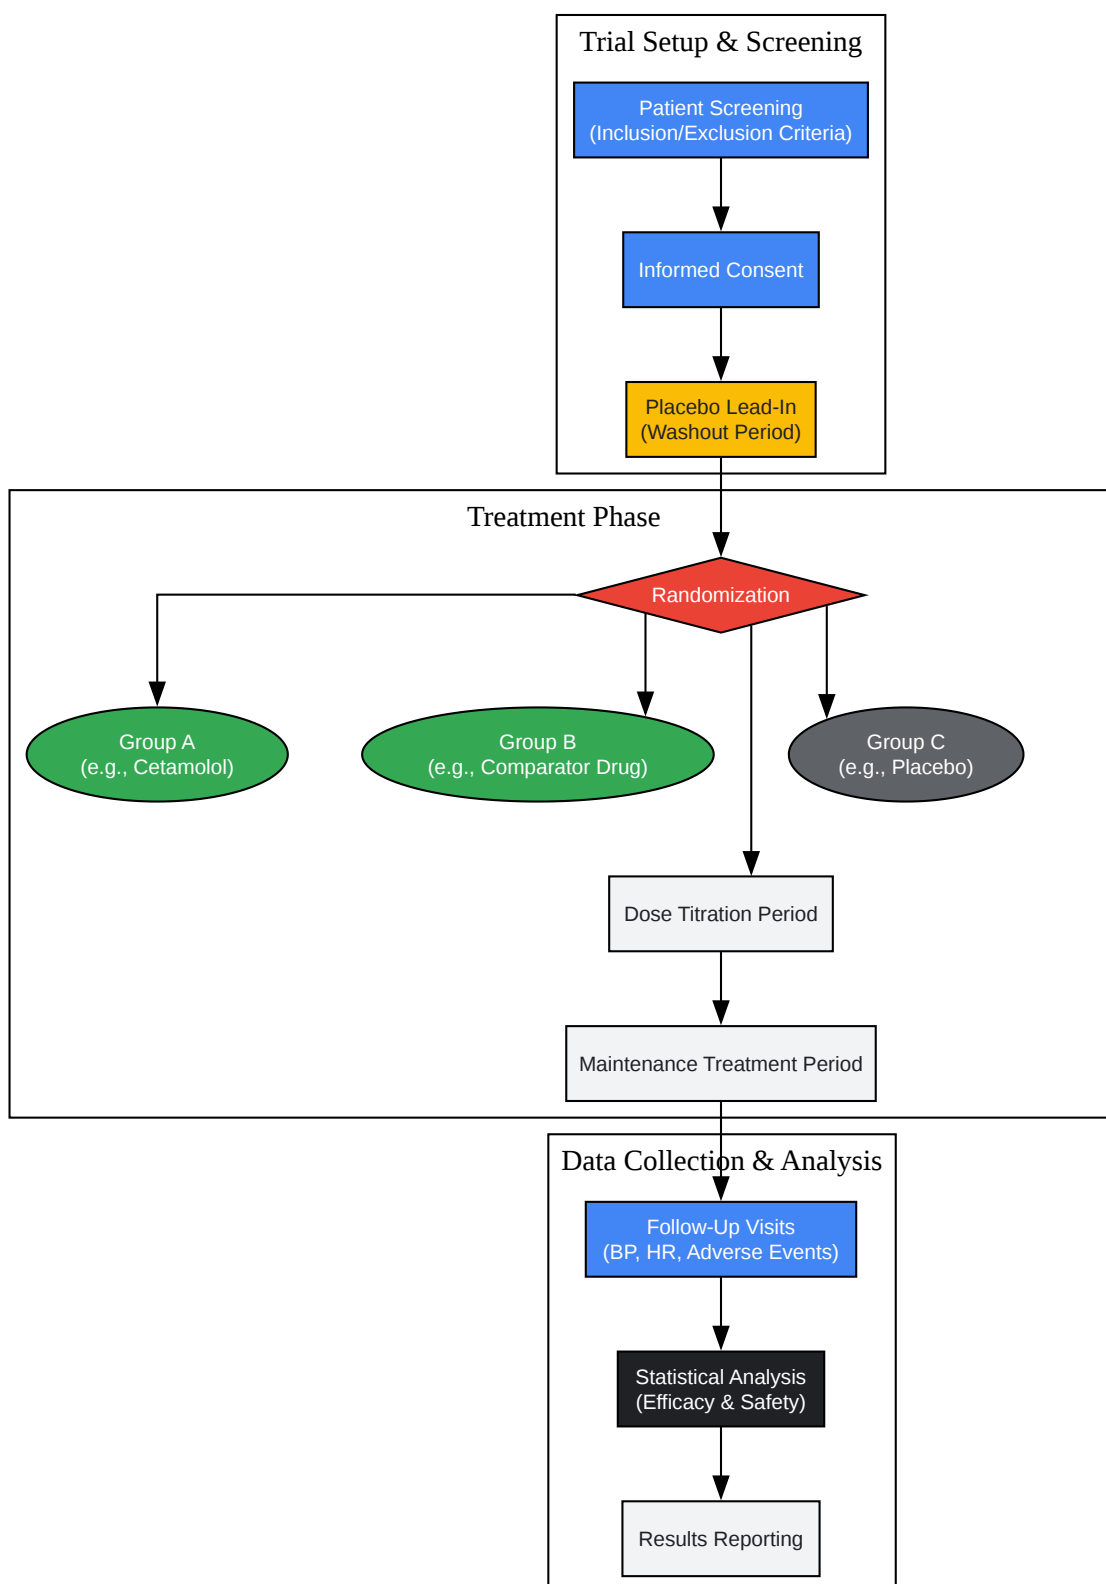 Trial Setup & Screening
Patient Screening
(Inclusion/Exclusion Criteria)
Informed Consent
Placebo Lead-In
(Washout Period)
Treatment Phase
Randomization
Group A
(e.g., Cetamolol)
Group B
(e.g., Comparator Drug)
Group C
(e.g., Placebo)
Dose Titration Period
Maintenance Treatment Period
Data Collection & Analysis
Follow-Up Visits
(BP, HR, Adverse Events)
Statistical Analysis
(Efficacy & Safety)
Results Reporting